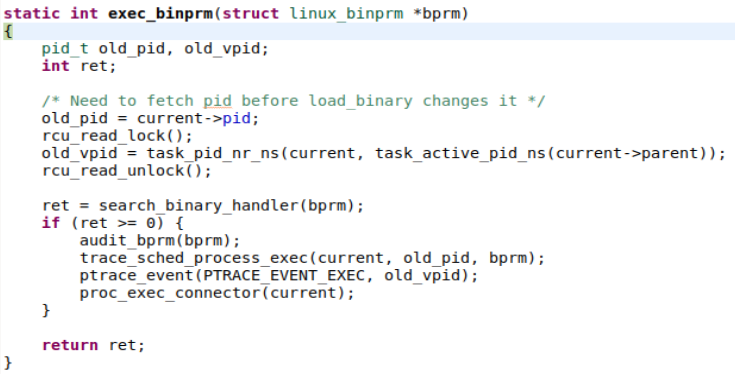 static int exec_binprm(struct linux_binprm *bprm)
{
    pid_t old_pid, old_vpid;
    int ret;

    /* Need to fetch pid before load_binary changes it */
    old_pid = current->pid;
    rcu_read_lock();
    old_vpid = task_pid_nr_ns(current, task_active_pid_ns(current->parent));
    rcu_read_unlock();

    ret = search_binary_handler(bprm);
    if (ret >= 0) {
        audit_bprm(bprm);
        trace_sched_process_exec(current, old_pid, bprm);
        ptrace_event(PTRACE_EVENT_EXEC, old_vpid);
        proc_exec_connector(current);
    }

    return ret;
}